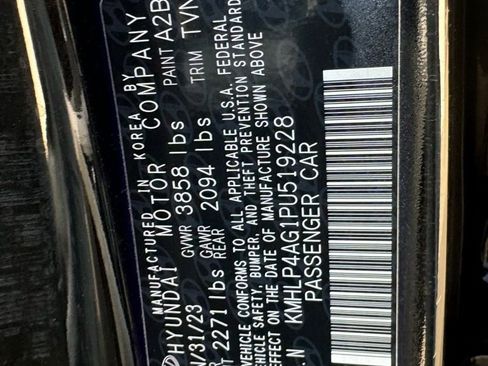 MANUFACTURED IN KOREA BY
HYUNDAI MOTOR COMPANY
/31/23 GVWR 3858 lbs PAINT A2B
2271 lbs GAWR REAR 2094 lbs TRIM TVN
VEHICLE CONFORMS TO ALL APPLICABLE U.S.A. FEDERAL
VEHICLE SAFETY, BUMPER, AND THEFT PREVENTION STANDARD
EFFECT ON THE DATE OF MANUFACTURE SHOWN ABOVE
.N KMHLP4AG1PU519228
PASSENGER CAR